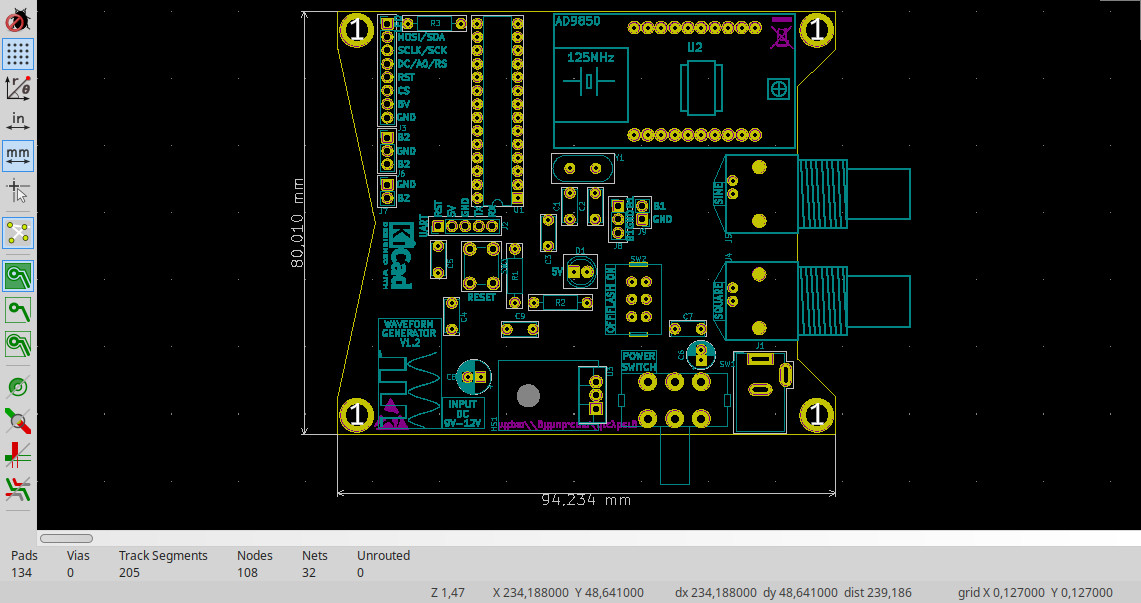 R3
AD9850
1
1
MOSI/SDA
SCLK/SCK
DC/A0/RS
RST
CS
5V
GND
U2
125MHz
J3
B2
GND
B2
J6
GND
B2
J7
U1
Y1
C1
C2
B1
GND
J9
J8
SINE
J5
UART
RST
5V
GND
J2
C3
D1
5V
KiCad
C5
R1
RESET
R2
SW2
OFF
FLASH
ON
J4
SQUARE
C4
C9
C7
WAVEFORM
GENERATOR
V1.2
C6
J1
POWER
SWITCH
C8
U3
INPUT
DC
9V-12V
HS1
1
1
80,010 mm
94,234 mm
in
mm
Pads
Vias
Track Segments
Nodes
Nets
Unrouted
134
0
205
108
32
0
Z 1,47
X 234,188000 Y 48,641000
dx 234,188000 dy 48,641000 dist 239,186
grid X 0,127000 Y 0,127000